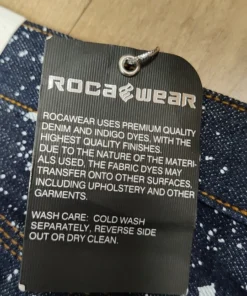 ROCAWEAR
ROCAWEAR USES PREMIUM QUALITY
DENIM AND INDIGO DYES, WITH THE
HIGHEST QUALITY FINISHES.
DUE TO THE NATURE OF THE MATERI-
ALS USED, THE FABRIC DYES MAY
TRANSFER ONTO OTHER SURFACES,
INCLUDING UPHOLSTERY AND OTHER
GARMENTS.
WASH CARE: COLD WASH
SEPARATELY, REVERSE SIDE
OUT OR DRY CLEAN.